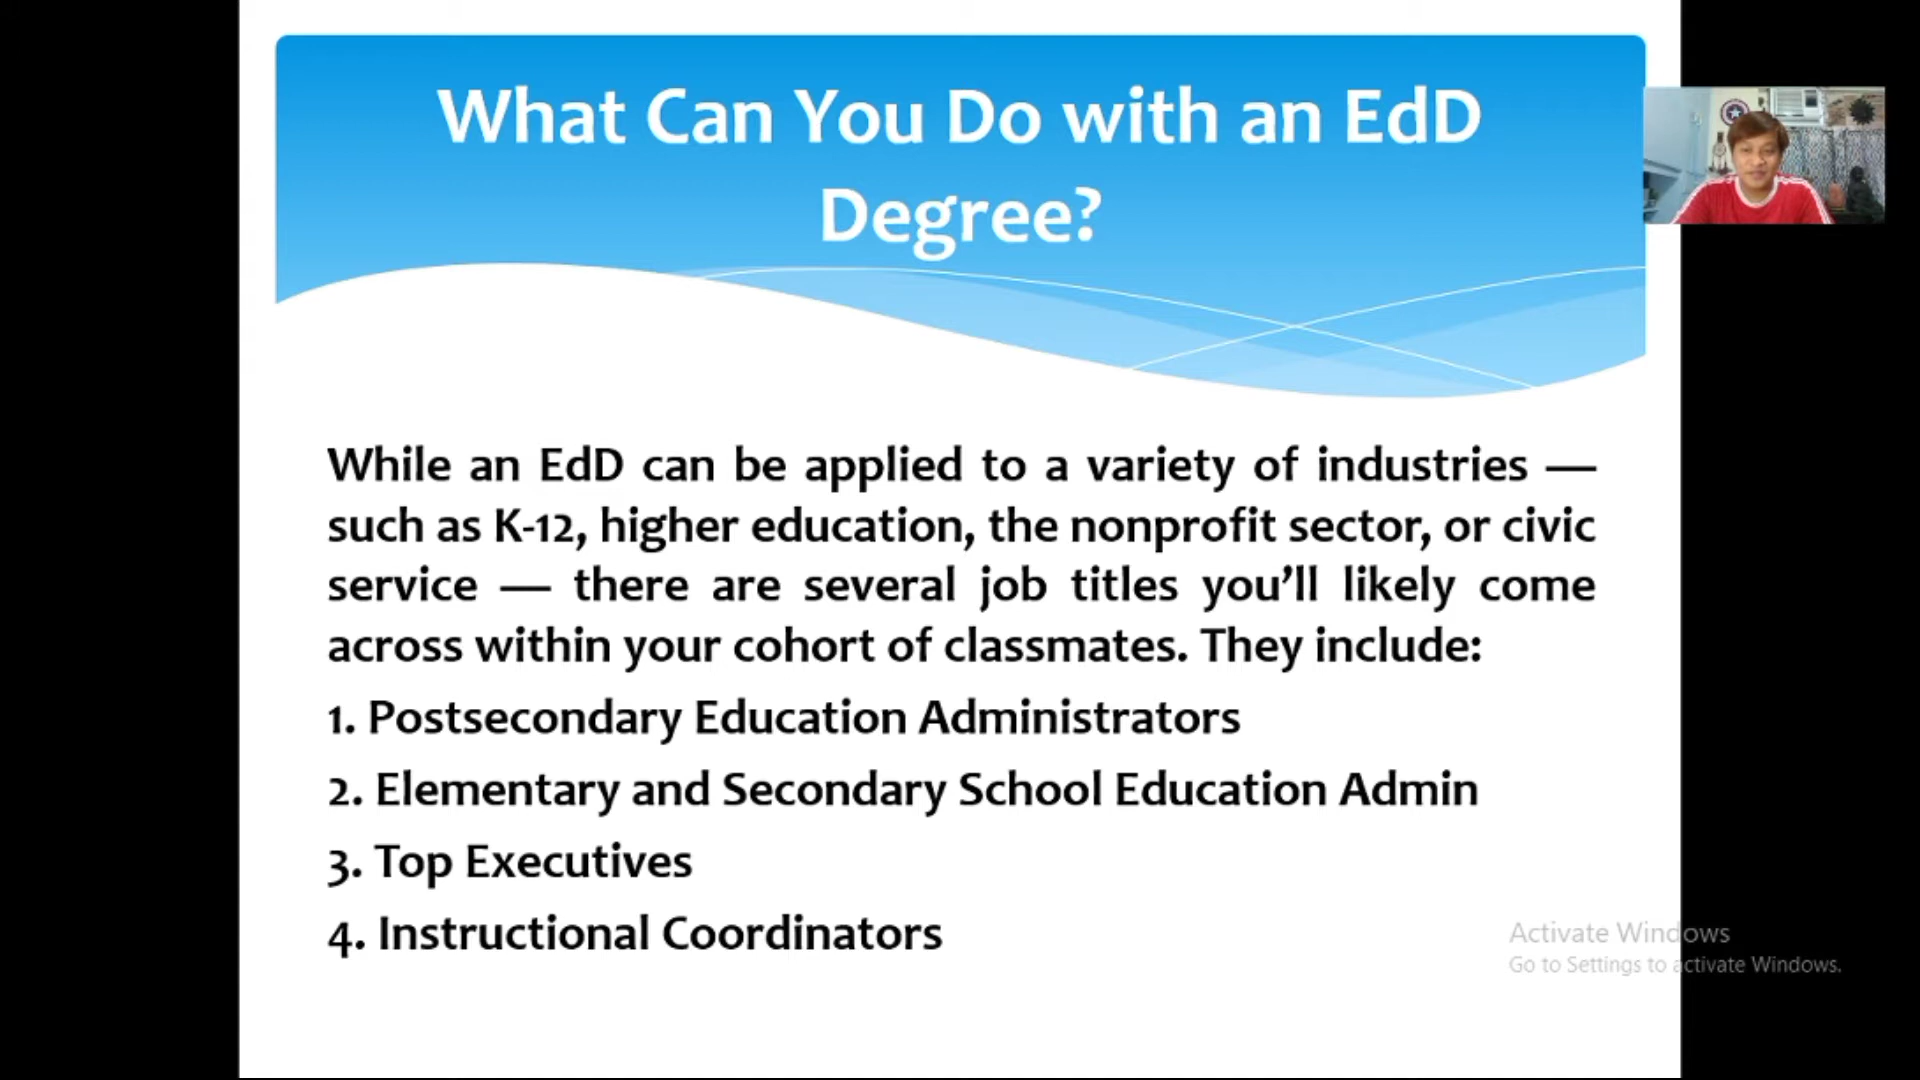 What Can You Do with an EdD
Degree?
While an EdD can be applied to a variety of industries —
such as K-12, higher education, the nonprofit sector, or civic
service — there are several job titles you’ll likely come
across within your cohort of classmates. They include:
1. Postsecondary Education Administrators
2. Elementary and Secondary School Education Admin
3. Top Executives
4. Instructional Coordinators
Activate Windows
Go to Settings to activate Windows.